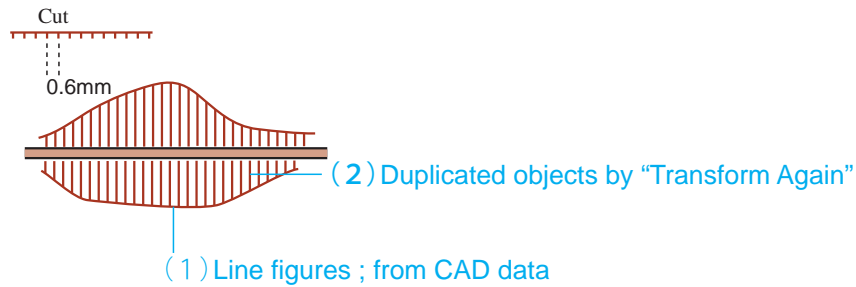 Cut
0.6mm
（2）Duplicated objects by “Transform Again”
（1）Line figures ; from CAD data